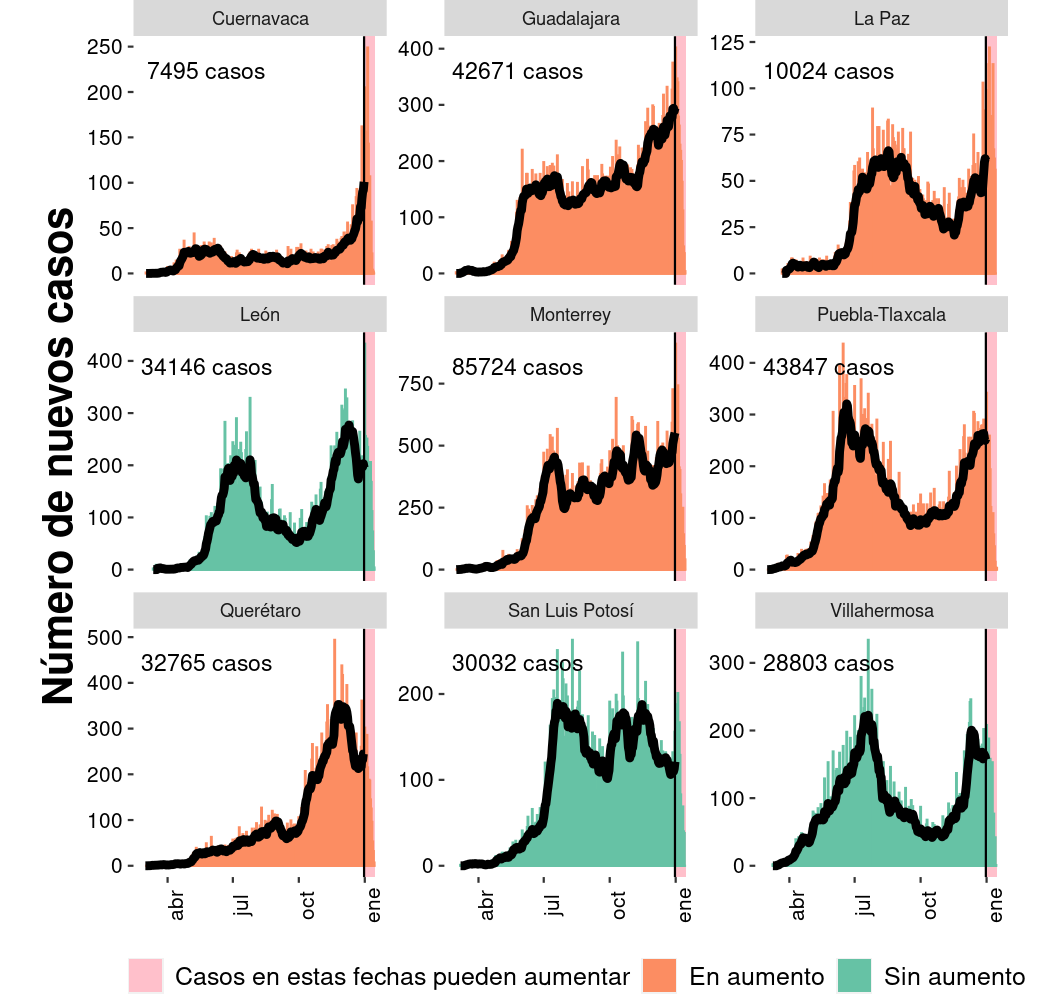 Número de nuevos casos
Cuernavaca
Guadalajara
La Paz
7495 casos
42671 casos
10024 casos
250
200
150
100
50
0
400
300
200
100
0
125
100
75
50
25
0
León
Monterrey
Puebla-Tlaxcala
34146 casos
85724 casos
43847 casos
400
300
200
100
0
750
500
250
0
400
300
200
100
0
Querétaro
San Luis Potosí
Villahermosa
32765 casos
30032 casos
28803 casos
500
400
300
200
100
0
200
100
0
300
200
100
0
abr
jul
oct
ene
abr
jul
oct
ene
abr
jul
oct
ene
Casos en estas fechas pueden aumentar
En aumento
Sin aumento